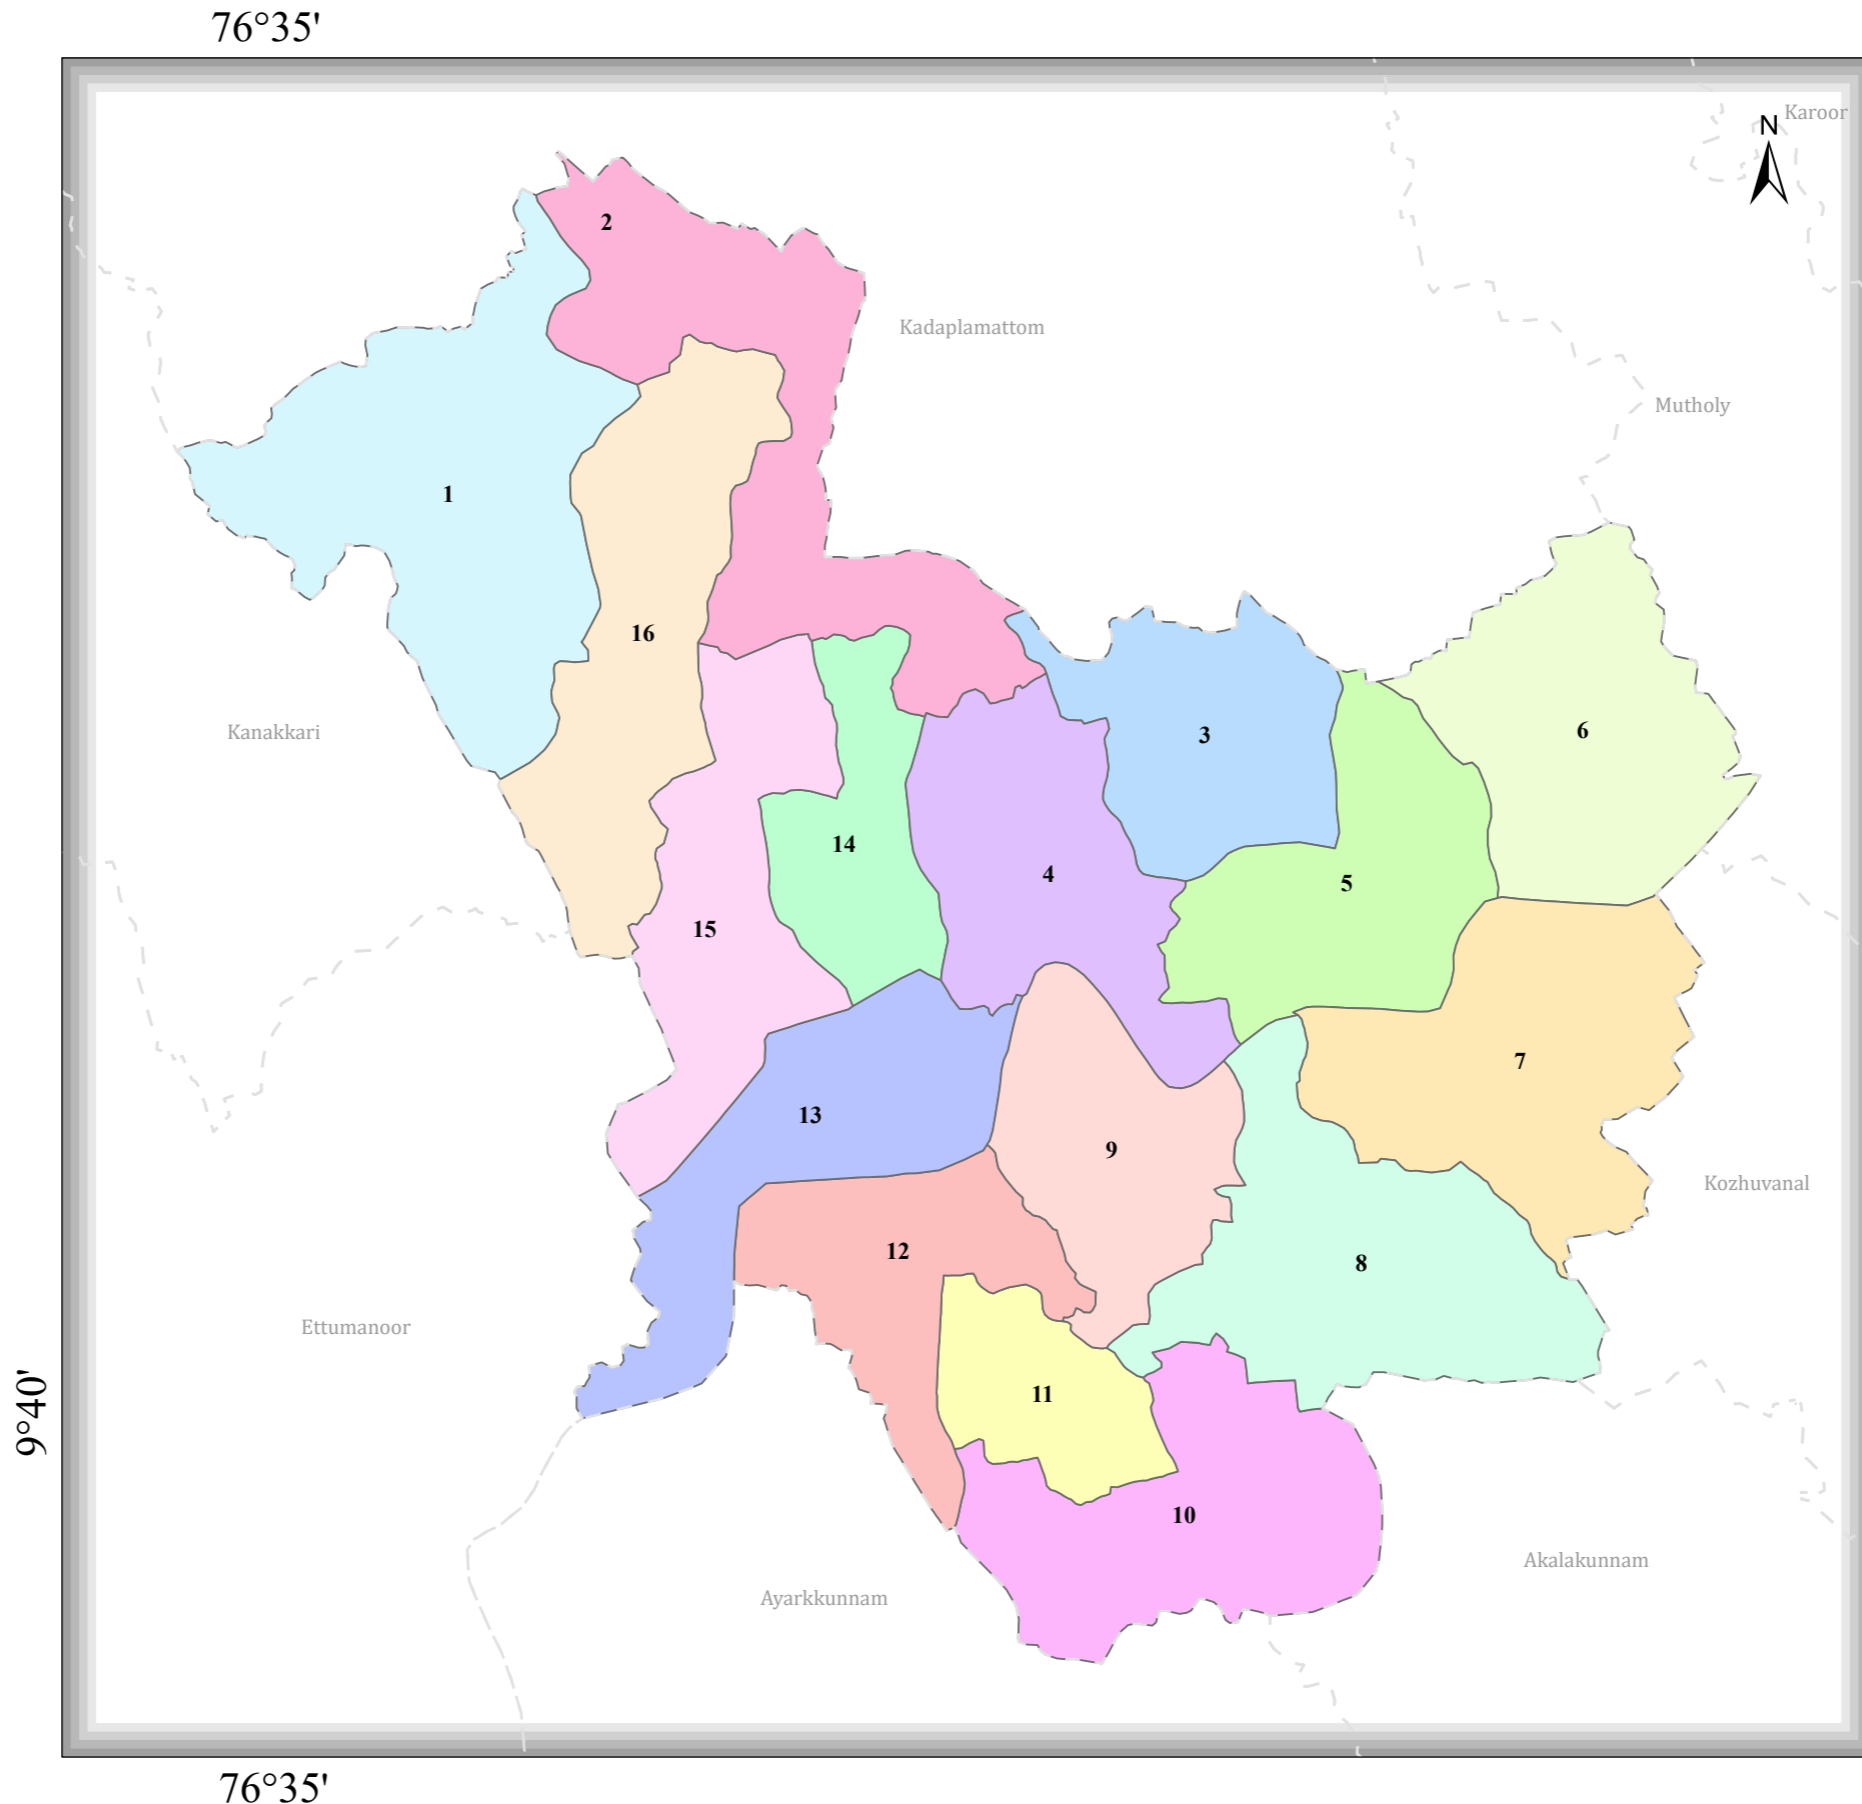 76°35'
Karoor
N
2
Kadaplamattom
Mutholy
1
16
Kanakkari
3
6
14
4
5
15
7
13
9
Kozhuvanal
12
8
Ettumanoor
9°40'
11
10
Akalakunnam
Ayarkkunnam
76°35'